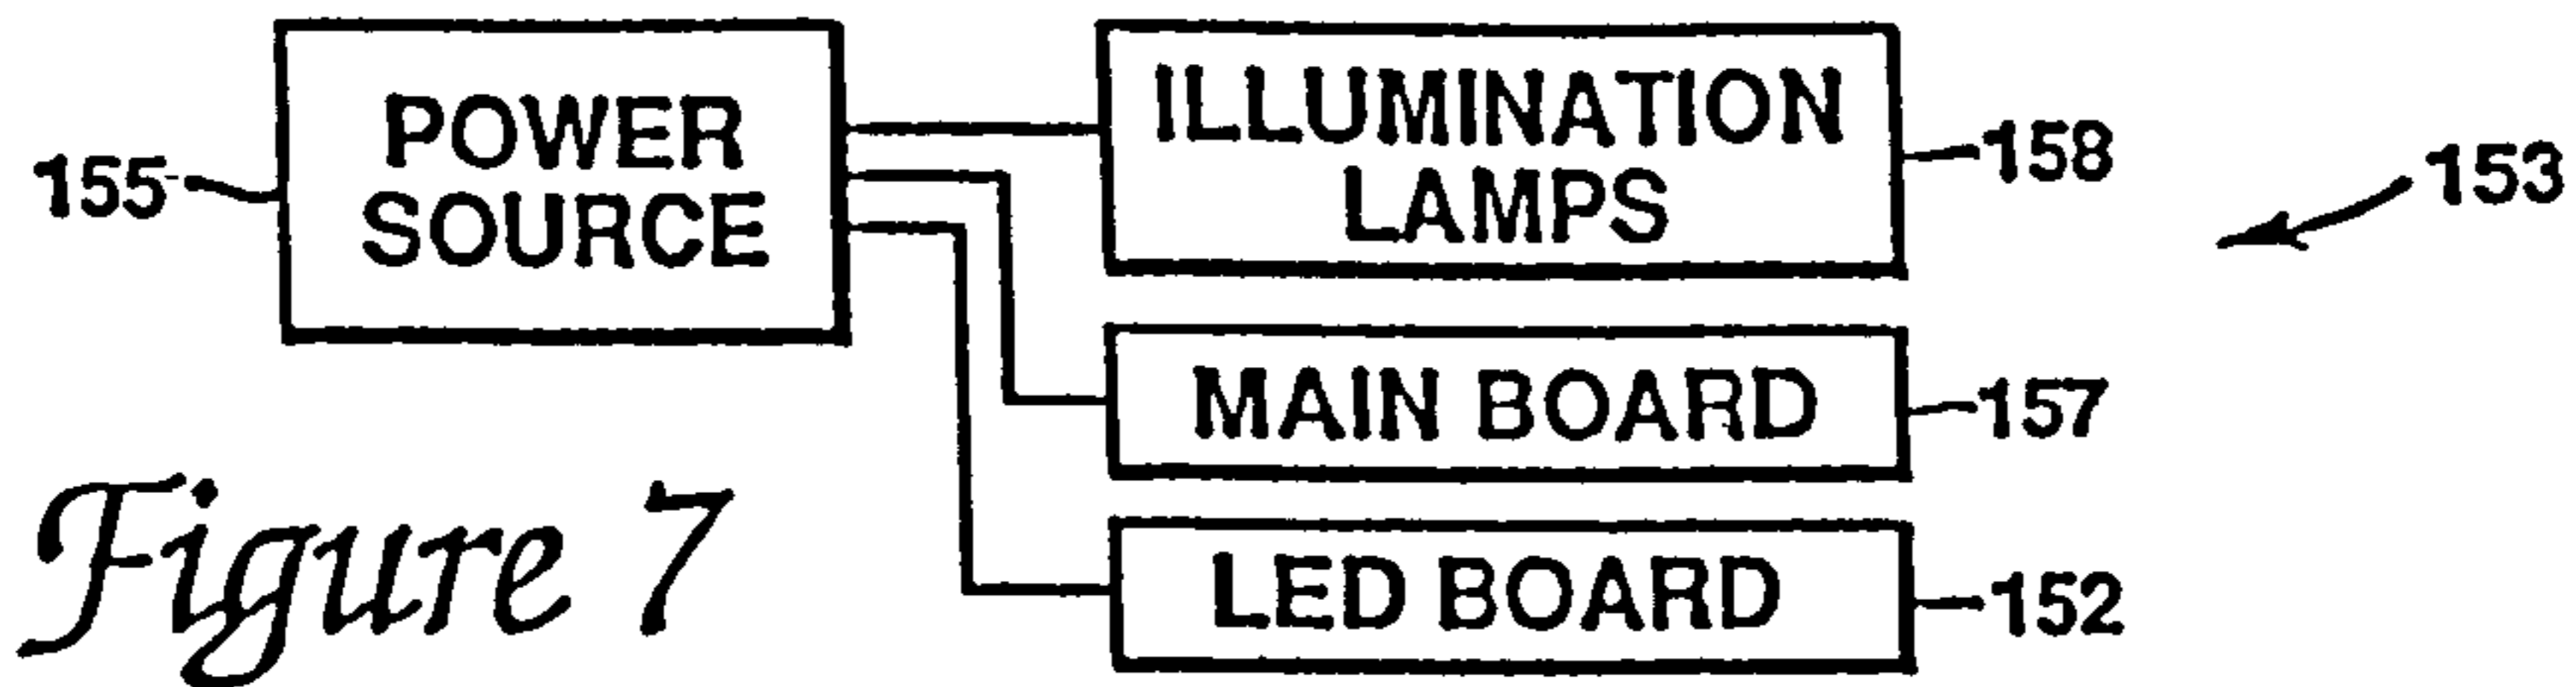 POWER
SOURCE
155
ILLUMINATION
LAMPS
158
153
MAIN BOARD
157
LED BOARD
152
Figure 7